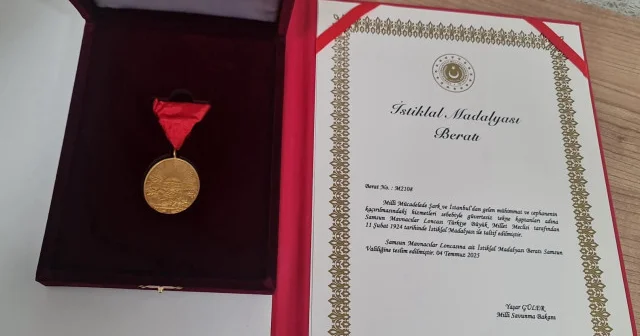 İstiklal Madalyası
Beratı
Berat No. : M2108
Milli Mücadelede Şark ve İstanbul'dan gelen mühimmat ve cephanenin
kaçırılmasındaki hizmetleri sebebiyle güvertesiz tekne kaptanları adına
Samsun Mavnacılar Loncası Türkiye Büyük Millet Meclisi tarafından
11 Şubat 1924 tarihinde İstiklal Madalyası ile taltif edilmiştir.
Samsun Mavnacılar Loncasına ait İstiklal Madalyası Beratı Samsun
Valiliğine teslim edilmiştir. 04 Temmuz 2025
Yaşar GÜLER
Milli Savunma Bakanı